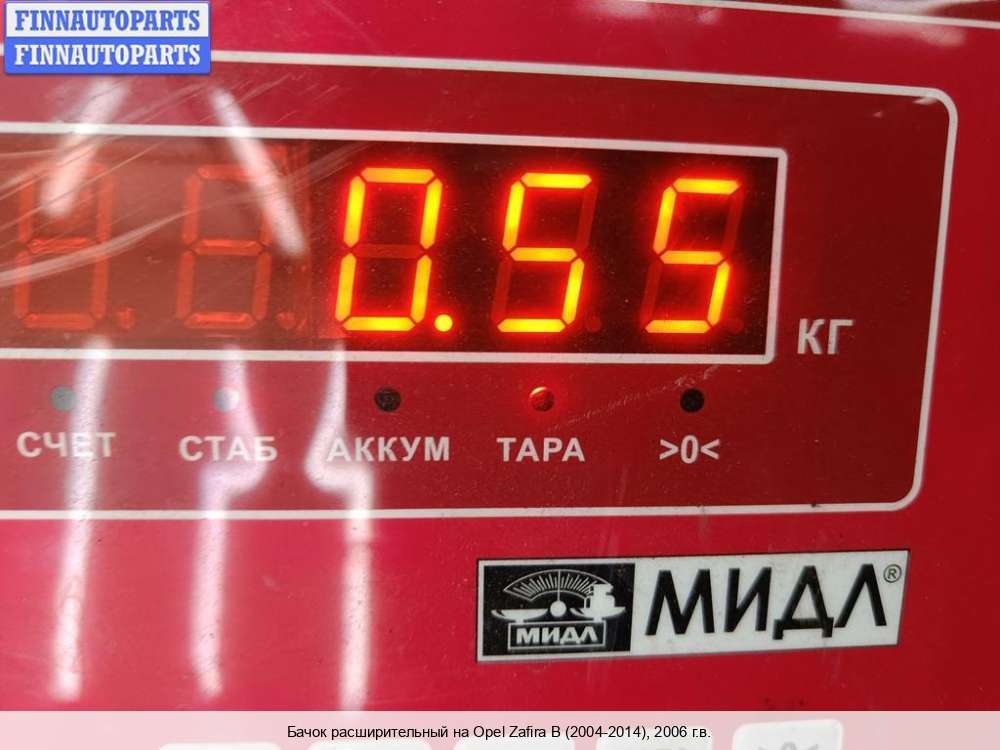 FINNAUTOPARTS
FINNAUTOPARTS
0.55
КГ
СЧЕТ СТАБ АККУМ ТАРА >0<
МИДЛ МИДЛ®
Бачок расширительный на Opel Zafira B (2004-2014), 2006 г.в.